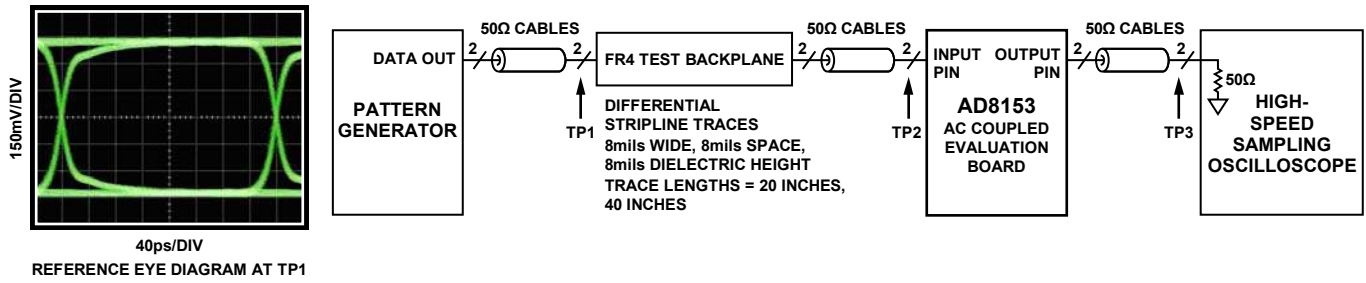 150mV/DIV
40ps/DIV
REFERENCE EYE DIAGRAM AT TP1
DATA OUT
PATTERN
GENERATOR
50Ω CABLES
2
2
TP1
FR4 TEST BACKPLANE
DIFFERENTIAL
STRIPLINE TRACES
8mils WIDE, 8mils SPACE,
8mils DIELECTRIC HEIGHT
TRACE LENGTHS = 20 INCHES,
40 INCHES
50Ω CABLES
2
2
TP2
INPUT OUTPUT
PIN PIN
AD8153
AC COUPLED
EVALUATION
BOARD
50Ω CABLES
2
2
TP3
50Ω
HIGH-
SPEED
SAMPLING
OSCILLOSCOPE